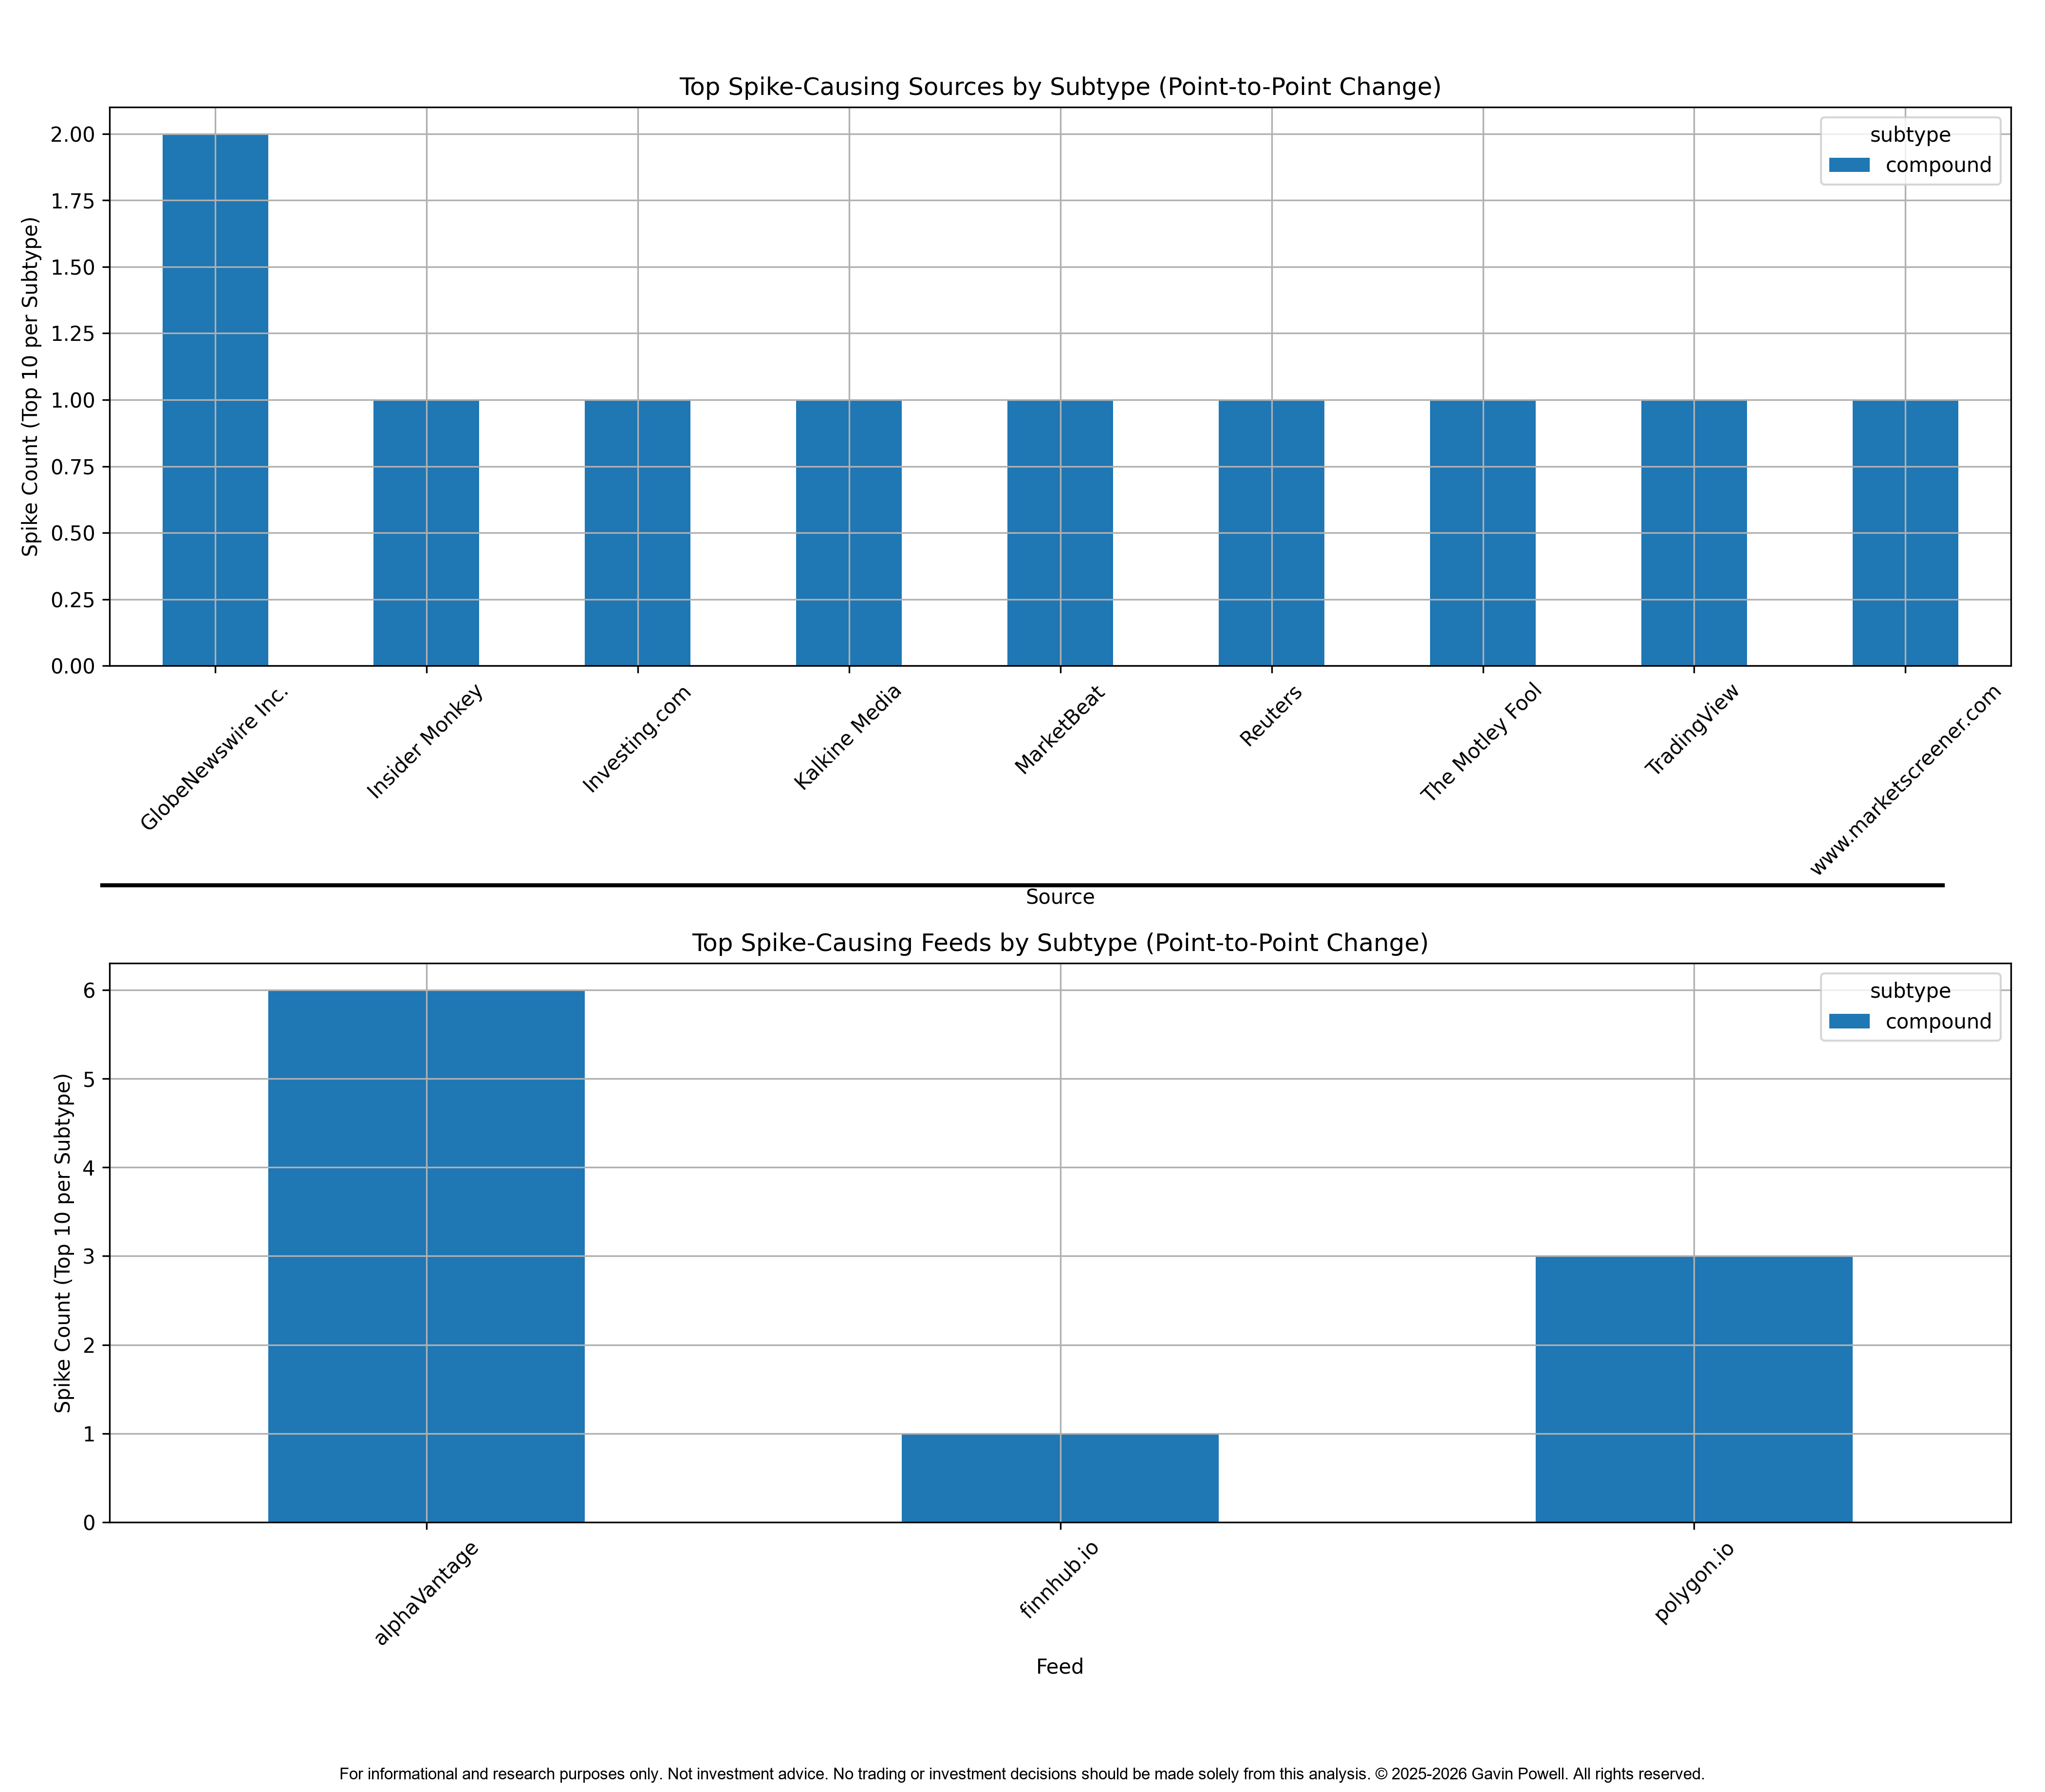 Top Spike-Causing Sources by Subtype (Point-to-Point Change)
Spike Count (Top 10 per Subtype)
2.00
1.75
1.50
1.25
1.00
0.75
0.50
0.25
0.00
subtype
compound
GlobeNewswire Inc.
Insider Monkey
Investing.com
Kalkine Media
MarketBeat
Reuters
The Motley Fool
TradingView
www.marketscreener.com
Source
Top Spike-Causing Feeds by Subtype (Point-to-Point Change)
Spike Count (Top 10 per Subtype)
6
5
4
3
2
1
0
subtype
compound
alphaVantage
finnhub.io
polygon.io
Feed
For informational and research purposes only. Not investment advice. No trading or investment decisions should be made solely from this analysis. © 2025-2026 Gavin Powell. All rights reserved.